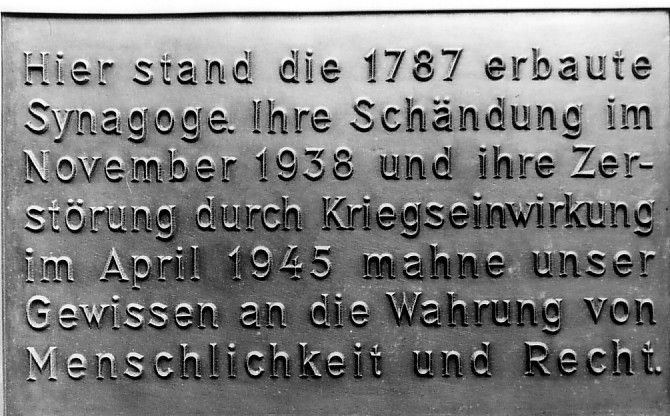 Hier stand die 1787 erbaute
Synagoge. Ihre Schändung im
November 1938 und ihre Zer-
störung durch Kriegseinwirkung
im April 1945 mahne unser
Gewissen an die Wahrung von
Menschlichkeit und Recht.